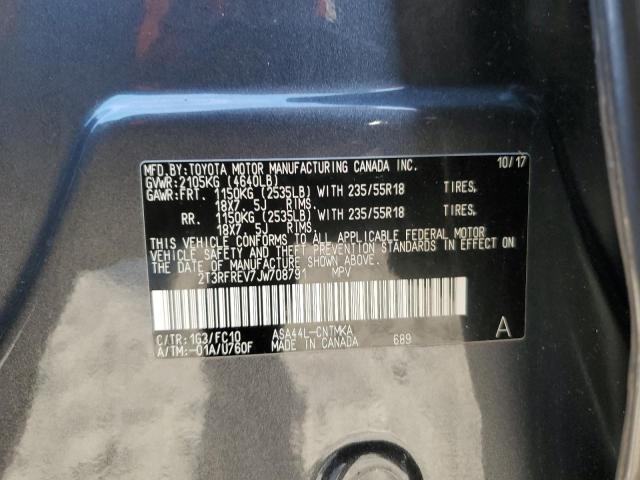 MFD.BY:TOYOTA MOTOR MANUFACTURING CANADA INC. 10/17
GVWR:2105KG (4640LB)
GAWR:FRT. 1150KG (2535LB) WITH 235/55R18 TIRES,
18X7. 5J RIMS,
RR. 1150KG (2535LB) WITH 235/55R18 TIRES,
18X7. 5J RIMS.
THIS VEHICLE CONFORMS TO ALL APPLICABLE FEDERAL MOTOR
VEHICLE SAFETY AND THEFT PREVENTION STANDARDS IN EFFECT ON
THE DATE OF MANUFACTURE SHOWN ABOVE.
2T3RFREV7JW708791 MPV
C/TR:1G3/FC10 ASA44L-CNTMKA
A/TM:-01A/U760F MADE IN CANADA 689 A